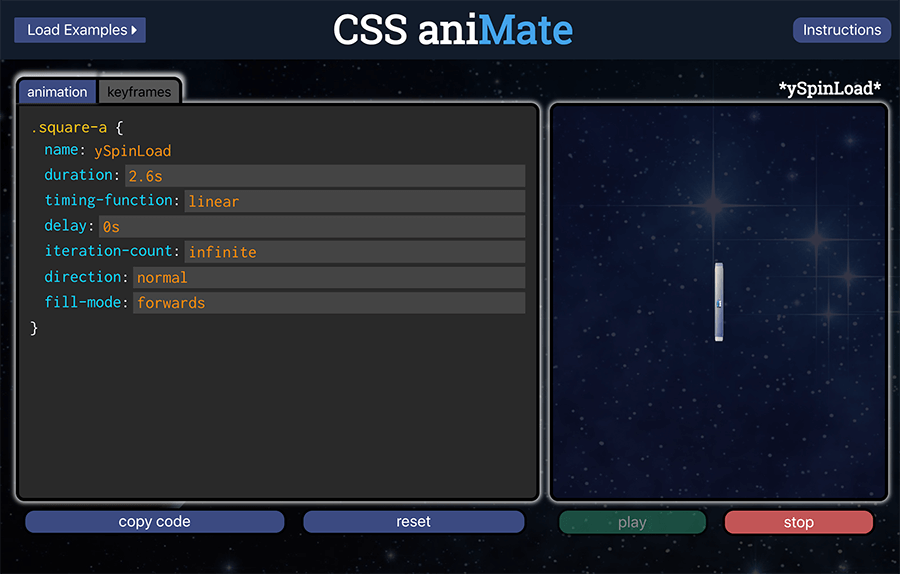 Load Examples
CSS aniMate
Instructions
animation
keyframes
*ySpinLoad*
.square-a {
name: ySpinLoad
duration: 2.6s
timing-function: linear
delay: 0s
iteration-count: infinite
direction: normal
fill-mode: forwards
}
copy code
reset
play
stop